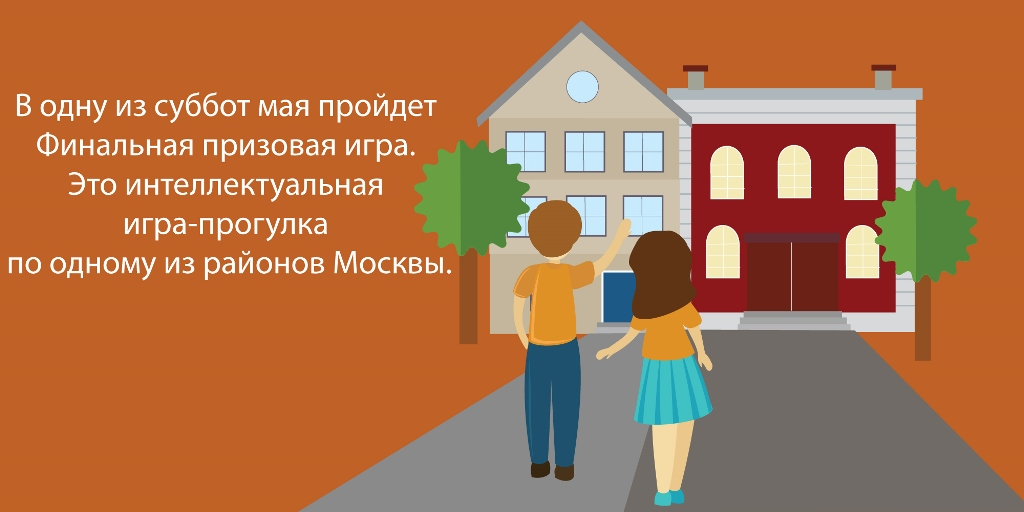 В одну из суббот мая пройдет
Финальная призовая игра.
Это интеллектуальная
игра-прогулка
по одному из районов Москвы.